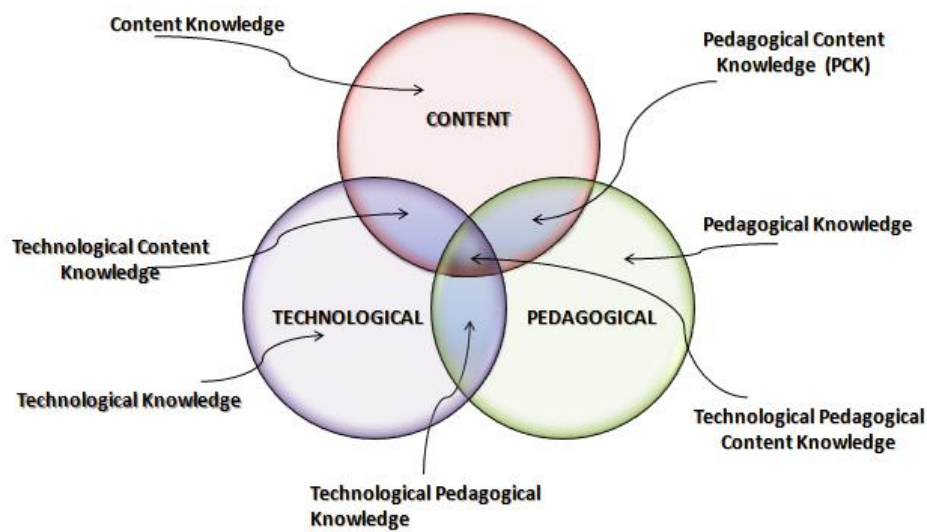 Content Knowledge
Pedagogical Content
Knowledge (PCK)
CONTENT
Pedagogical Knowledge
Technological Content
Knowledge
TECHNOLOGICAL
PEDAGOGICAL
Technological Knowledge
Technological Pedagogical
Content Knowledge
Technological Pedagogical
Knowledge